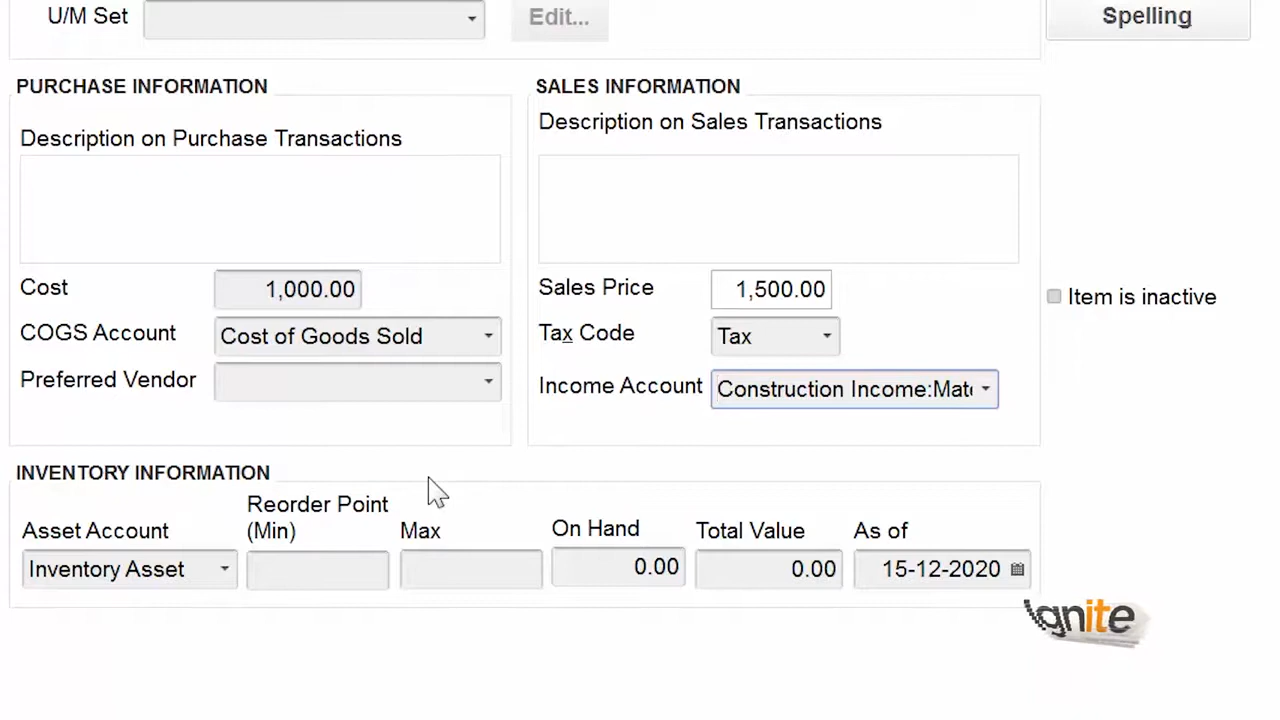 U/M Set
Edit...
Spelling
PURCHASE INFORMATION
Description on Purchase Transactions
Cost 1,000.00
COGS Account Cost of Goods Sold
Preferred Vendor
SALES INFORMATION
Description on Sales Transactions
Sales Price 1,500.00
Tax Code Tax
Income Account Construction Income:Mate
Item is inactive
INVENTORY INFORMATION
Asset Account
Inventory Asset
Reorder Point
(Min)
Max
On Hand
0.00
Total Value
0.00
As of
15-12-2020
ignite